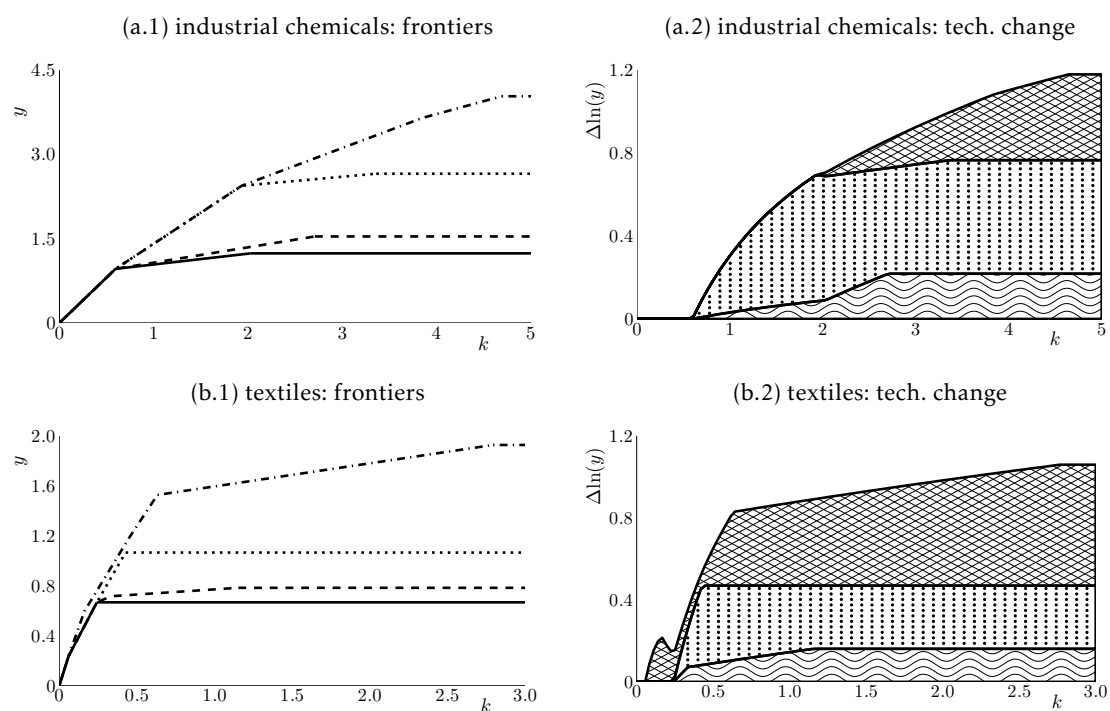 (a.1) industrial chemicals: frontiers
(a.2) industrial chemicals: tech. change
4.5
3.0
1.5
0
y
0 1 2 3 4 5
k
1.2
0.8
0.4
0
Δln(y)
0 1 2 3 4 5
k
(b.1) textiles: frontiers
(b.2) textiles: tech. change
2.0
1.6
1.2
0.8
0.4
0
y
0 0.5 1.0 1.5 2.0 2.5 3.0
k
1.2
0.8
0.4
0
Δln(y)
0 0.5 1.0 1.5 2.0 2.5 3.0
k